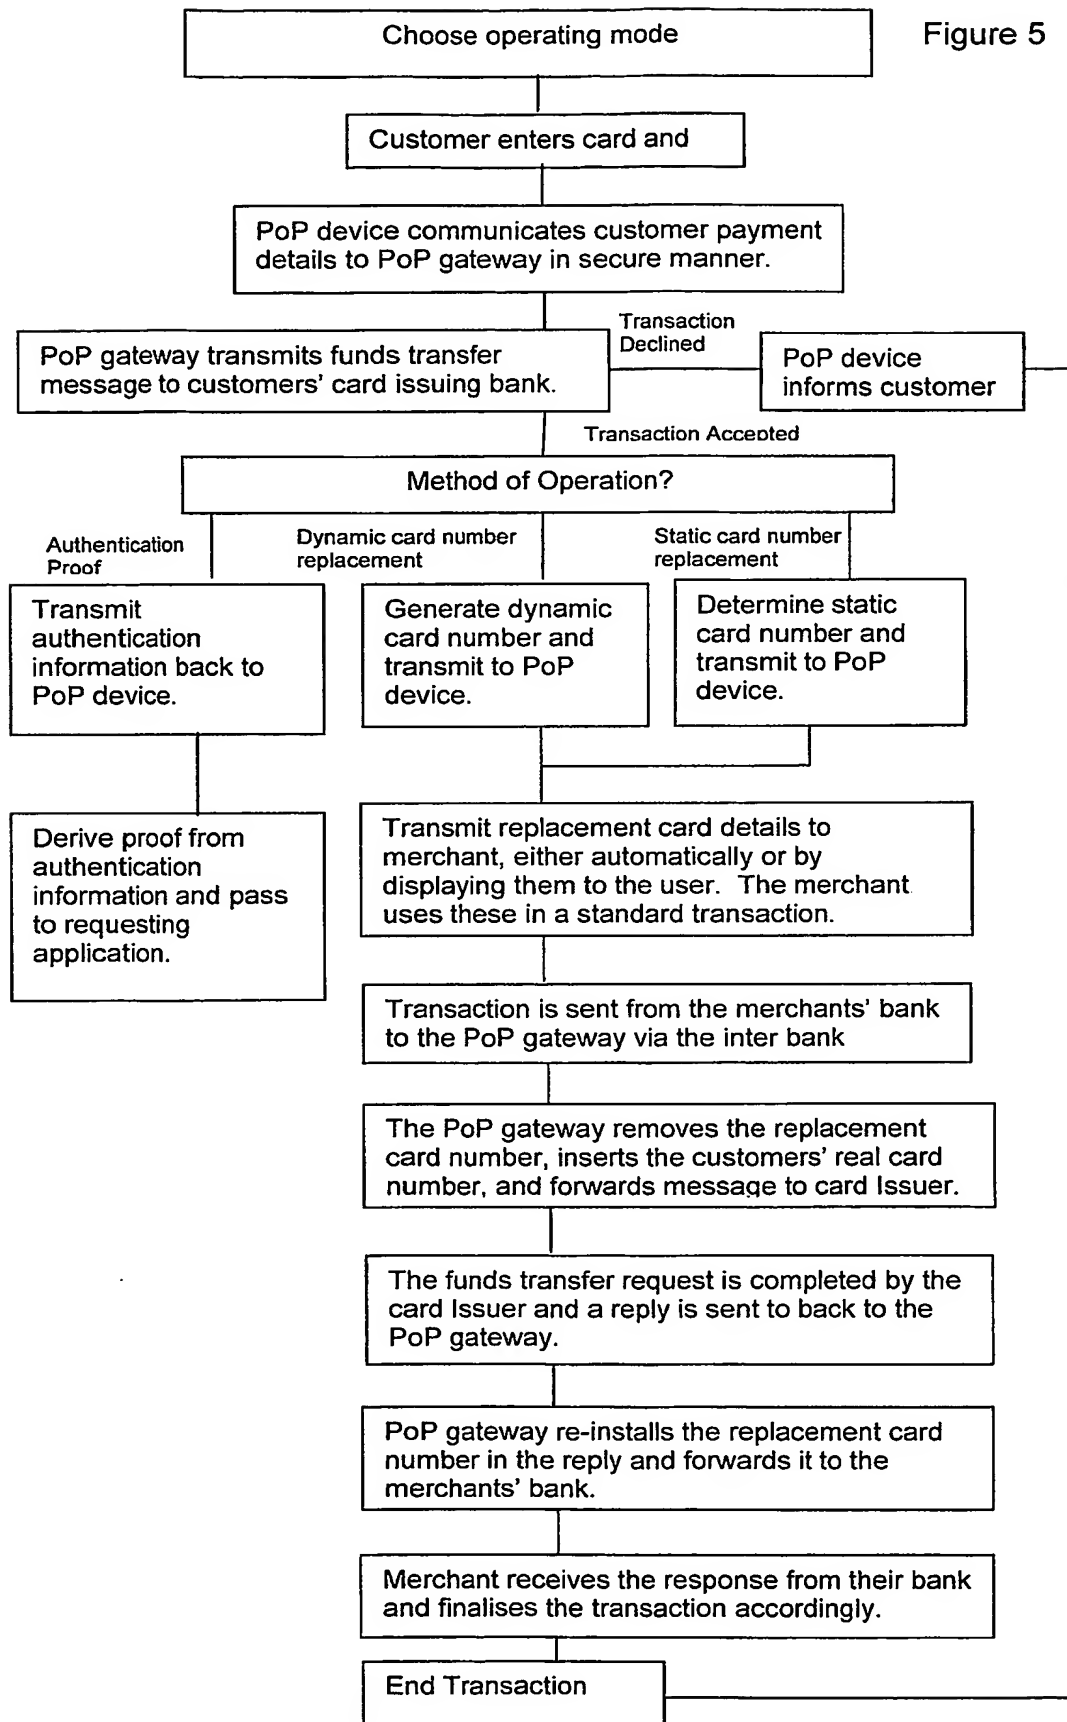 Figure 5
Choose operating mode
Customer enters card and
PoP device communicates customer payment
details to PoP gateway in secure manner.
PoP gateway transmits funds transfer
message to customers' card issuing bank.
Transaction
Declined
PoP device
informs customer
Transaction Accepted
Method of Operation?
Authentication
Proof
Dynamic card number
replacement
Static card number
replacement
Transmit
authentication
information back to
PoP device.
Generate dynamic
card number and
transmit to PoP
device.
Determine static
card number and
transmit to PoP
device.
Derive proof from
authentication
information and pass
to requesting
application.
Transmit replacement card details to
merchant, either automatically or by
displaying them to the user. The merchant
uses these in a standard transaction.
Transaction is sent from the merchants' bank
to the PoP gateway via the inter bank
The PoP gateway removes the replacement
card number, inserts the customers' real card
number, and forwards message to card Issuer.
The funds transfer request is completed by the
card Issuer and a reply is sent to back to the
PoP gateway.
PoP gateway re-installs the replacement card
number in the reply and forwards it to the
merchants' bank.
Merchant receives the response from their bank
and finalises the transaction accordingly.
End Transaction